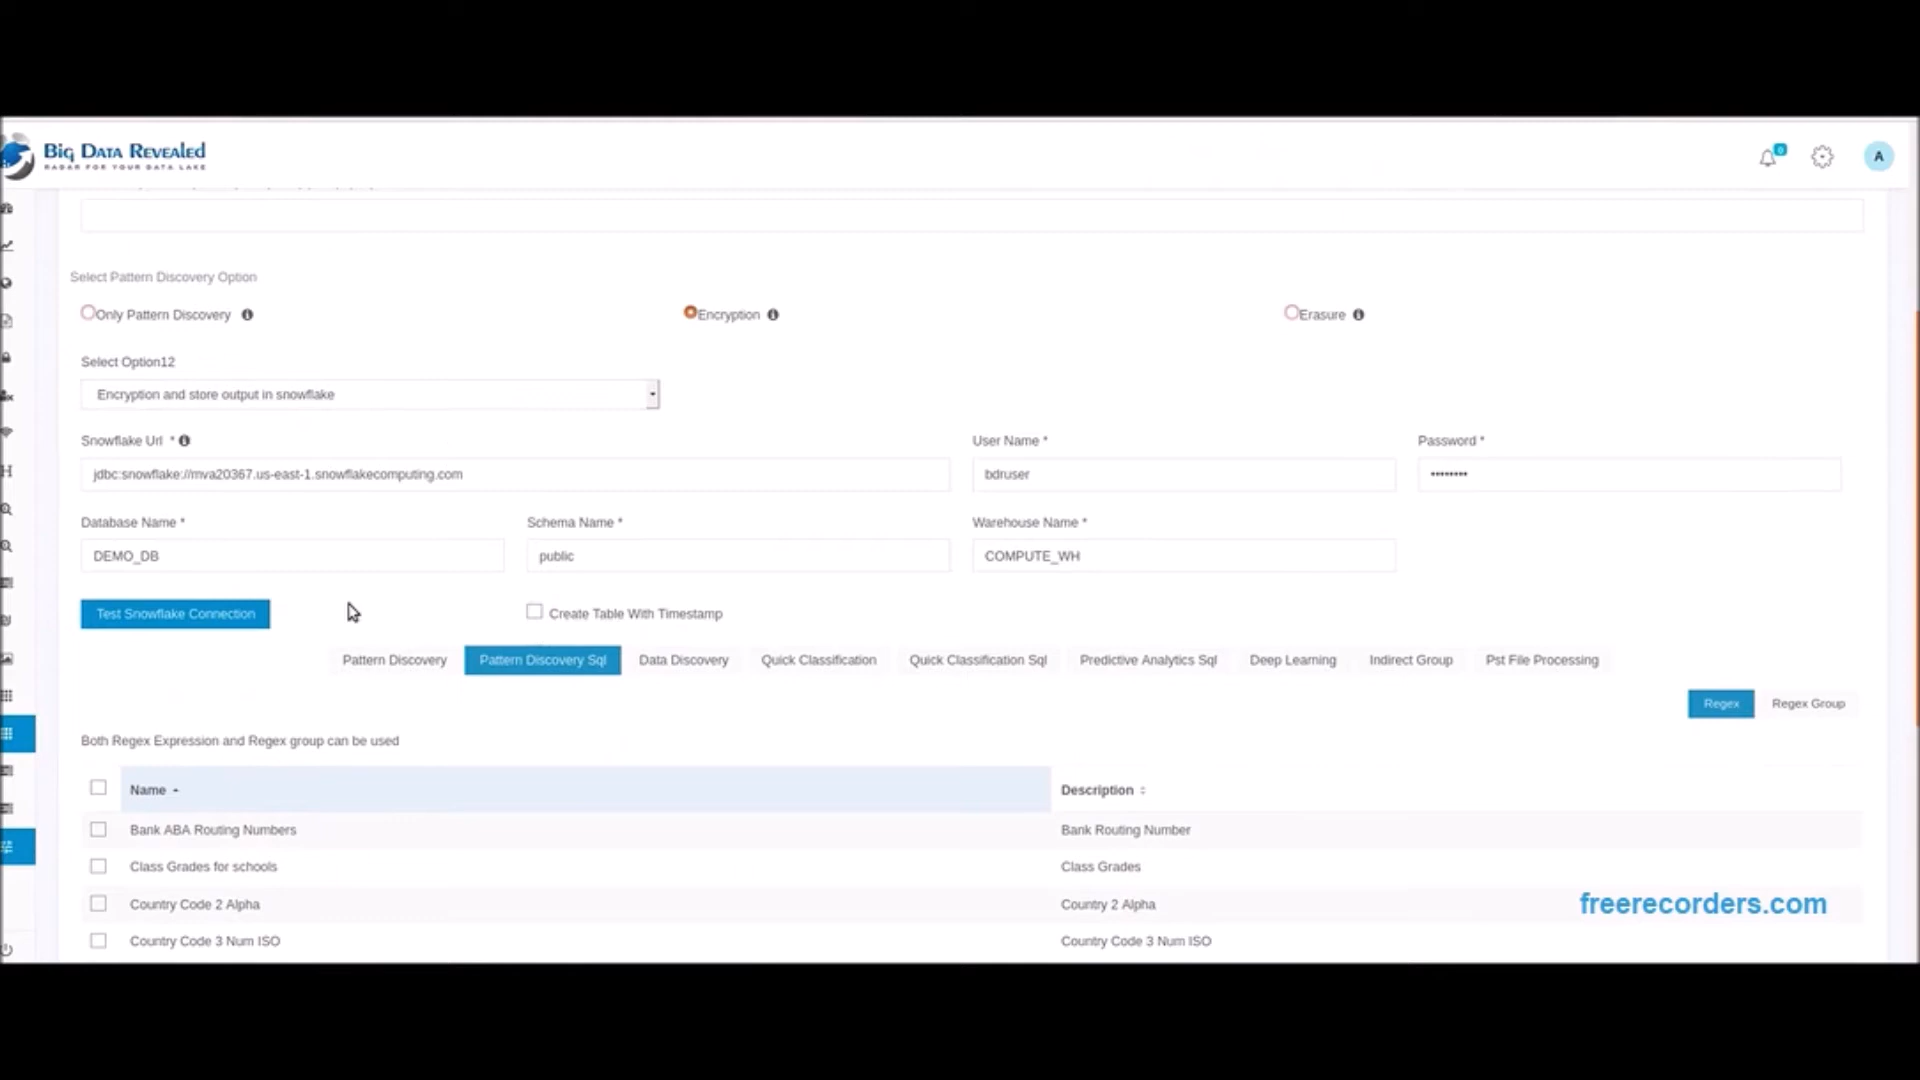 Big Data Revealed
RADAR FOR YOUR DATA LAKE
0
A
Select Pattern Discovery Option
Only Pattern Discovery
Encryption
Erasure
Select Option12
Encryption and store output in snowflake
Snowflake Url *
User Name *
Password *
jdbc:snowflake://mva20367.us-east-1.snowflakecomputing.com
bdruser
••••••••
Database Name *
Schema Name *
Warehouse Name *
DEMO_DB
public
COMPUTE_WH
Test Snowflake Connection
Create Table With Timestamp
Pattern Discovery
Pattern Discovery Sql
Data Discovery
Quick Classification
Quick Classification Sql
Predictive Analytics Sql
Deep Learning
Indirect Group
Pst File Processing
Regex
Regex Group
Both Regex Expression and Regex group can be used
Name
Description
Bank ABA Routing Numbers
Bank Routing Number
Class Grades for schools
Class Grades
Country Code 2 Alpha
Country 2 Alpha
freerecorders.com
Country Code 3 Num ISO
Country Code 3 Num ISO